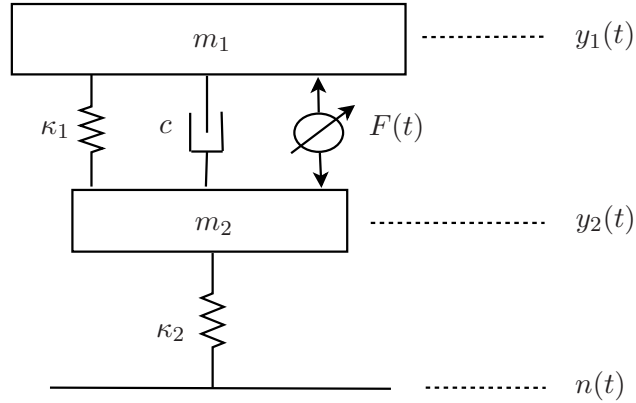 m₁ y₁(t)
κ₁ c F(t)
m₂ y₂(t)
κ₂
n(t)